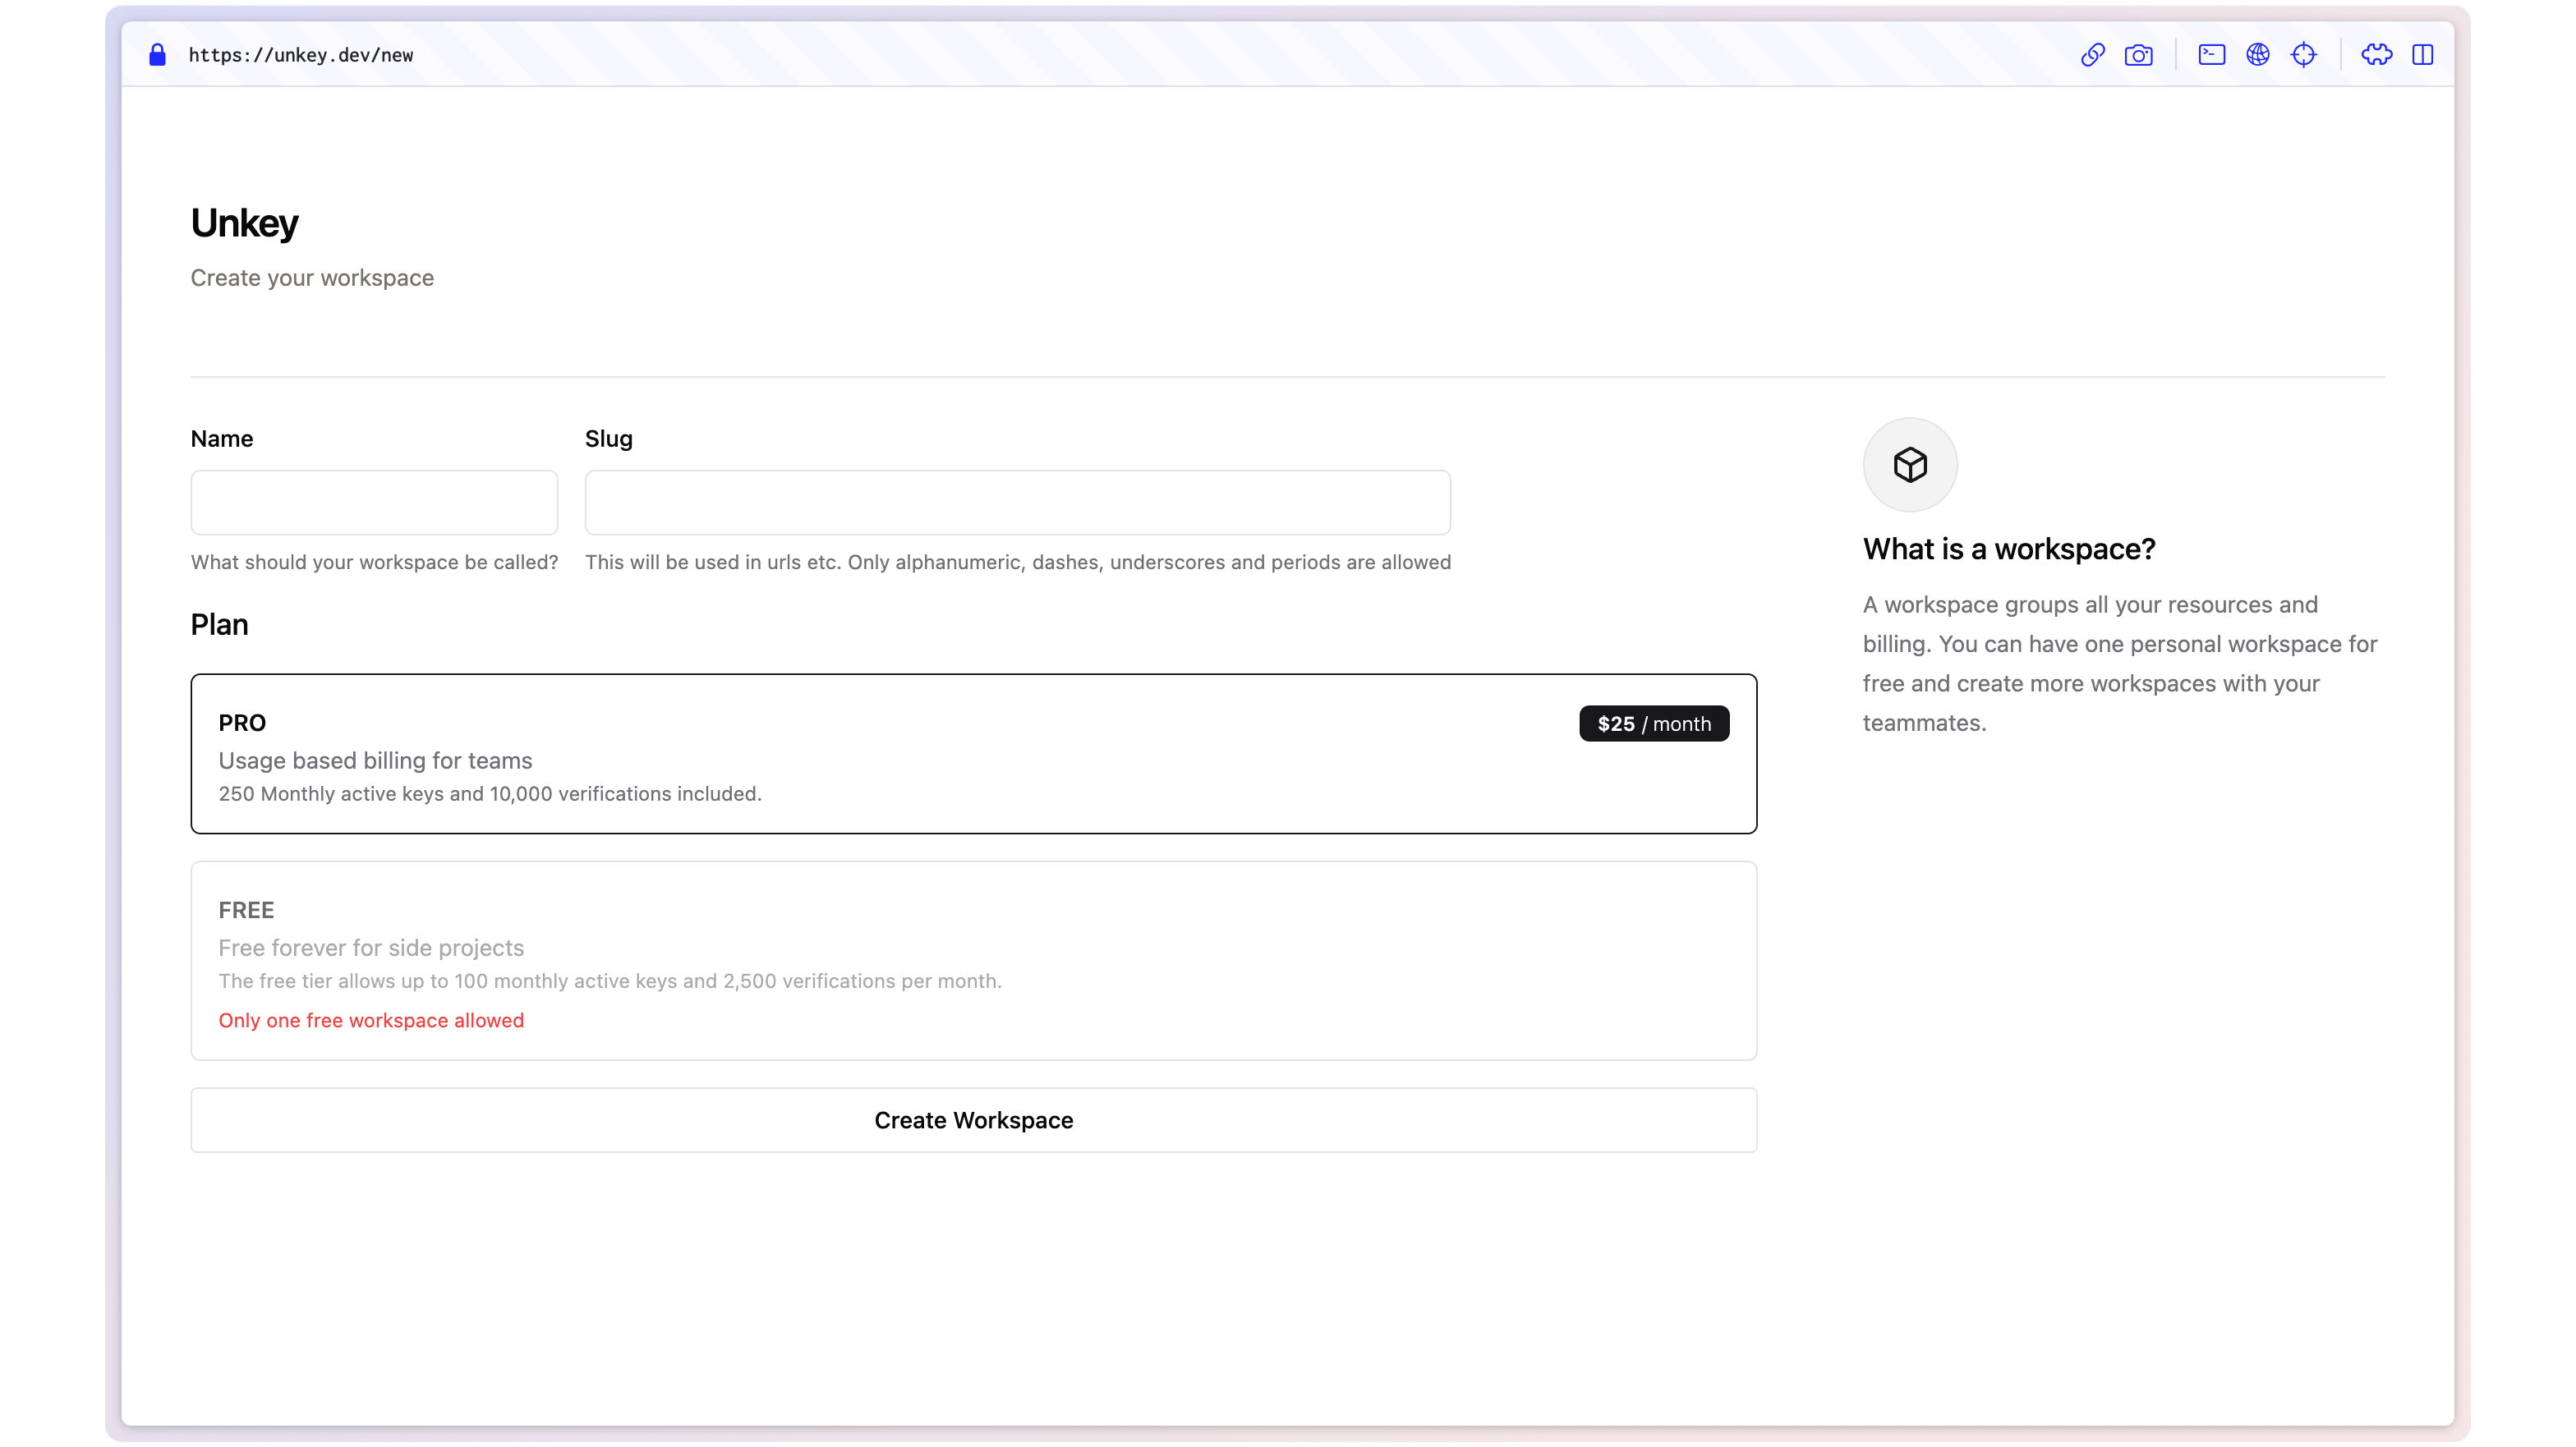 https://unkey.dev/new
Unkey
Create your workspace
Name
Slug
What should your workspace be called?
This will be used in urls etc. Only alphanumeric, dashes, underscores and periods are allowed
Plan
PRO
$25 / month
Usage based billing for teams
250 Monthly active keys and 10,000 verifications included.
FREE
Free forever for side projects
The free tier allows up to 100 monthly active keys and 2,500 verifications per month.
Only one free workspace allowed
Create Workspace
What is a workspace?
A workspace groups all your resources and
billing. You can have one personal workspace for
free and create more workspaces with your
teammates.